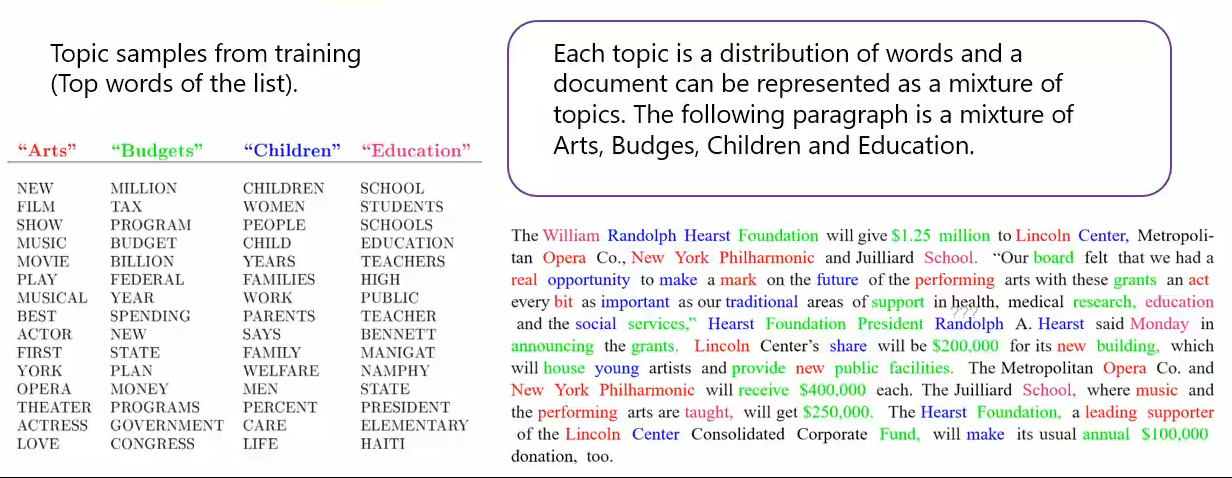 Topic samples from training
(Top words of the list).
Each topic is a distribution of words and a
document can be represented as a mixture of
topics. The following paragraph is a mixture of
Arts, Budges, Children and Education.
“Arts” “Budgets” “Children” “Education”
NEW MILLION CHILDREN SCHOOL
FILM TAX WOMEN STUDENTS
SHOW PROGRAM PEOPLE SCHOOLS
MUSIC BUDGET CHILD EDUCATION
MOVIE BILLION YEARS TEACHERS
PLAY FEDERAL FAMILIES HIGH
MUSICAL YEAR WORK PUBLIC
BEST SPENDING PARENTS TEACHER
ACTOR NEW SAYS BENNETT
FIRST STATE FAMILY MANIGAT
YORK PLAN WELFARE NAMPHY
OPERA MONEY MEN STATE
THEATER PROGRAMS PERCENT PRESIDENT
ACTRESS GOVERNMENT CARE ELEMENTARY
LOVE CONGRESS LIFE HAITI
The William Randolph Hearst Foundation will give $1.25 million to Lincoln Center, Metropoli-
tan Opera Co., New York Philharmonic and Juilliard School. “Our board felt that we had a
real opportunity to make a mark on the future of the performing arts with these grants an act
every bit as important as our traditional areas of support in health, medical research, education
and the social services,” Hearst Foundation President Randolph A. Hearst said Monday in
announcing the grants. Lincoln Center’s share will be $200,000 for its new building, which
will house young artists and provide new public facilities. The Metropolitan Opera Co. and
New York Philharmonic will receive $400,000 each. The Juilliard School, where music and
the performing arts are taught, will get $250,000. The Hearst Foundation, a leading supporter
of the Lincoln Center Consolidated Corporate Fund, will make its usual annual $100,000
donation, too.